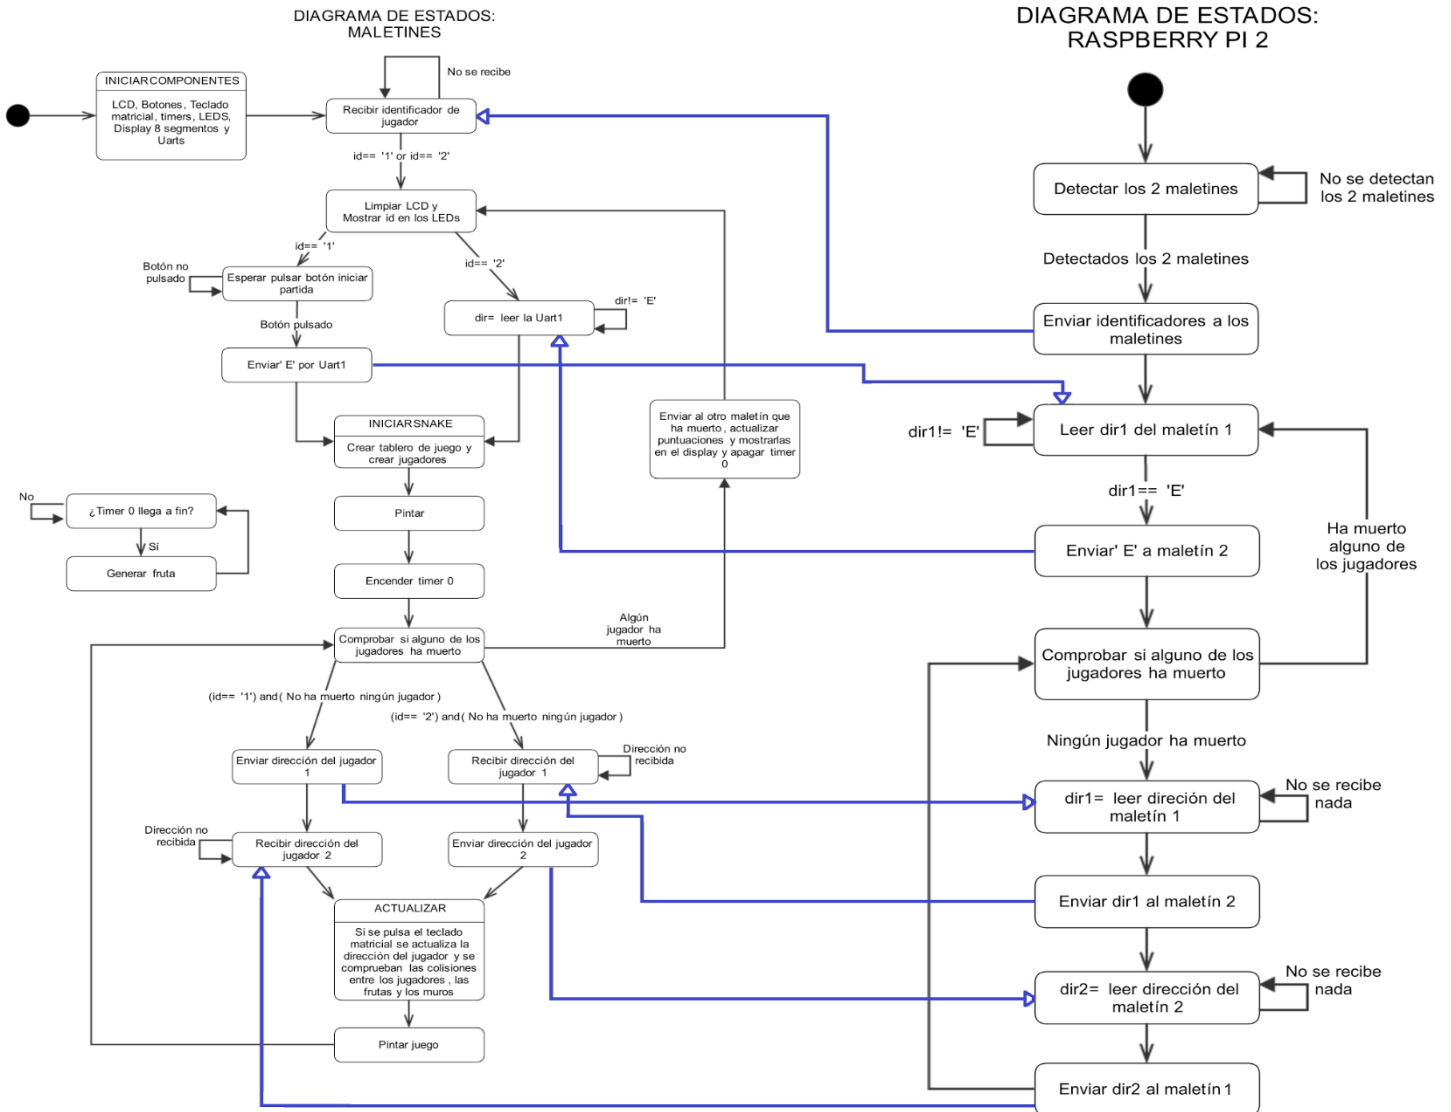 DIAGRAMA DE ESTADOS:
MALETINES
No se recibe
INICIAR COMPONENTES
LCD, Botones, Teclado
matricial, timers, LEDS,
Display 8 segmentos y
Uarts
Recibir identificador de
jugador
id== '1' or id== '2'
Limpiar LCD y
Mostrar id en los LEDs
id== '1'
id== '2'
Botón no
pulsado
Esperar pulsar botón iniciar
partida
dir= leer la Uart1
dir!= 'E'
Botón pulsado
Enviar' E' por Uart1
INICIAR SNAKE
Crear tablero de juego y
crear jugadores
Enviar al otro maletín que
ha muerto, actualizar
puntuaciones y mostrarlas
en el display y apagar timer
0
Pintar
No
¿Timer 0 llega a fin?
Sí
Generar fruta
Encender timer 0
Algún
jugador ha
muerto
Comprobar si alguno de los
jugadores ha muerto
(id== '1') and( No ha muerto ningún jugador)
(id== '2') and( No ha muerto ningún jugador)
Enviar dirección del jugador
1
Recibir dirección del
jugador 1
Dirección no
recibida
Dirección no
recibida
Recibir dirección del
jugador 2
Enviar dirección del jugador
2
ACTUALIZAR
Si se pulsa el teclado
matricial se actualiza la
dirección del jugador y se
comprueban las colisiones
entre los jugadores, las
frutas y los muros
Pintar juego
DIAGRAMA DE ESTADOS:
RASPBERRY PI 2
Detectar los 2 maletines
No se detectan
los 2 maletines
Detectados los 2 maletines
Enviar identificadores a los
maletines
dir1!= 'E'
Leer dir1 del maletín 1
dir1== 'E'
Enviar' E' a maletín 2
Ha muerto
alguno de
los jugadores
Comprobar si alguno de los
jugadores ha muerto
Ningún jugador ha muerto
dir1= leer direción del
maletín 1
No se recibe
nada
Enviar dir1 al maletín 2
dir2= leer dirección del
maletín 2
No se recibe
nada
Enviar dir2 al maletín 1